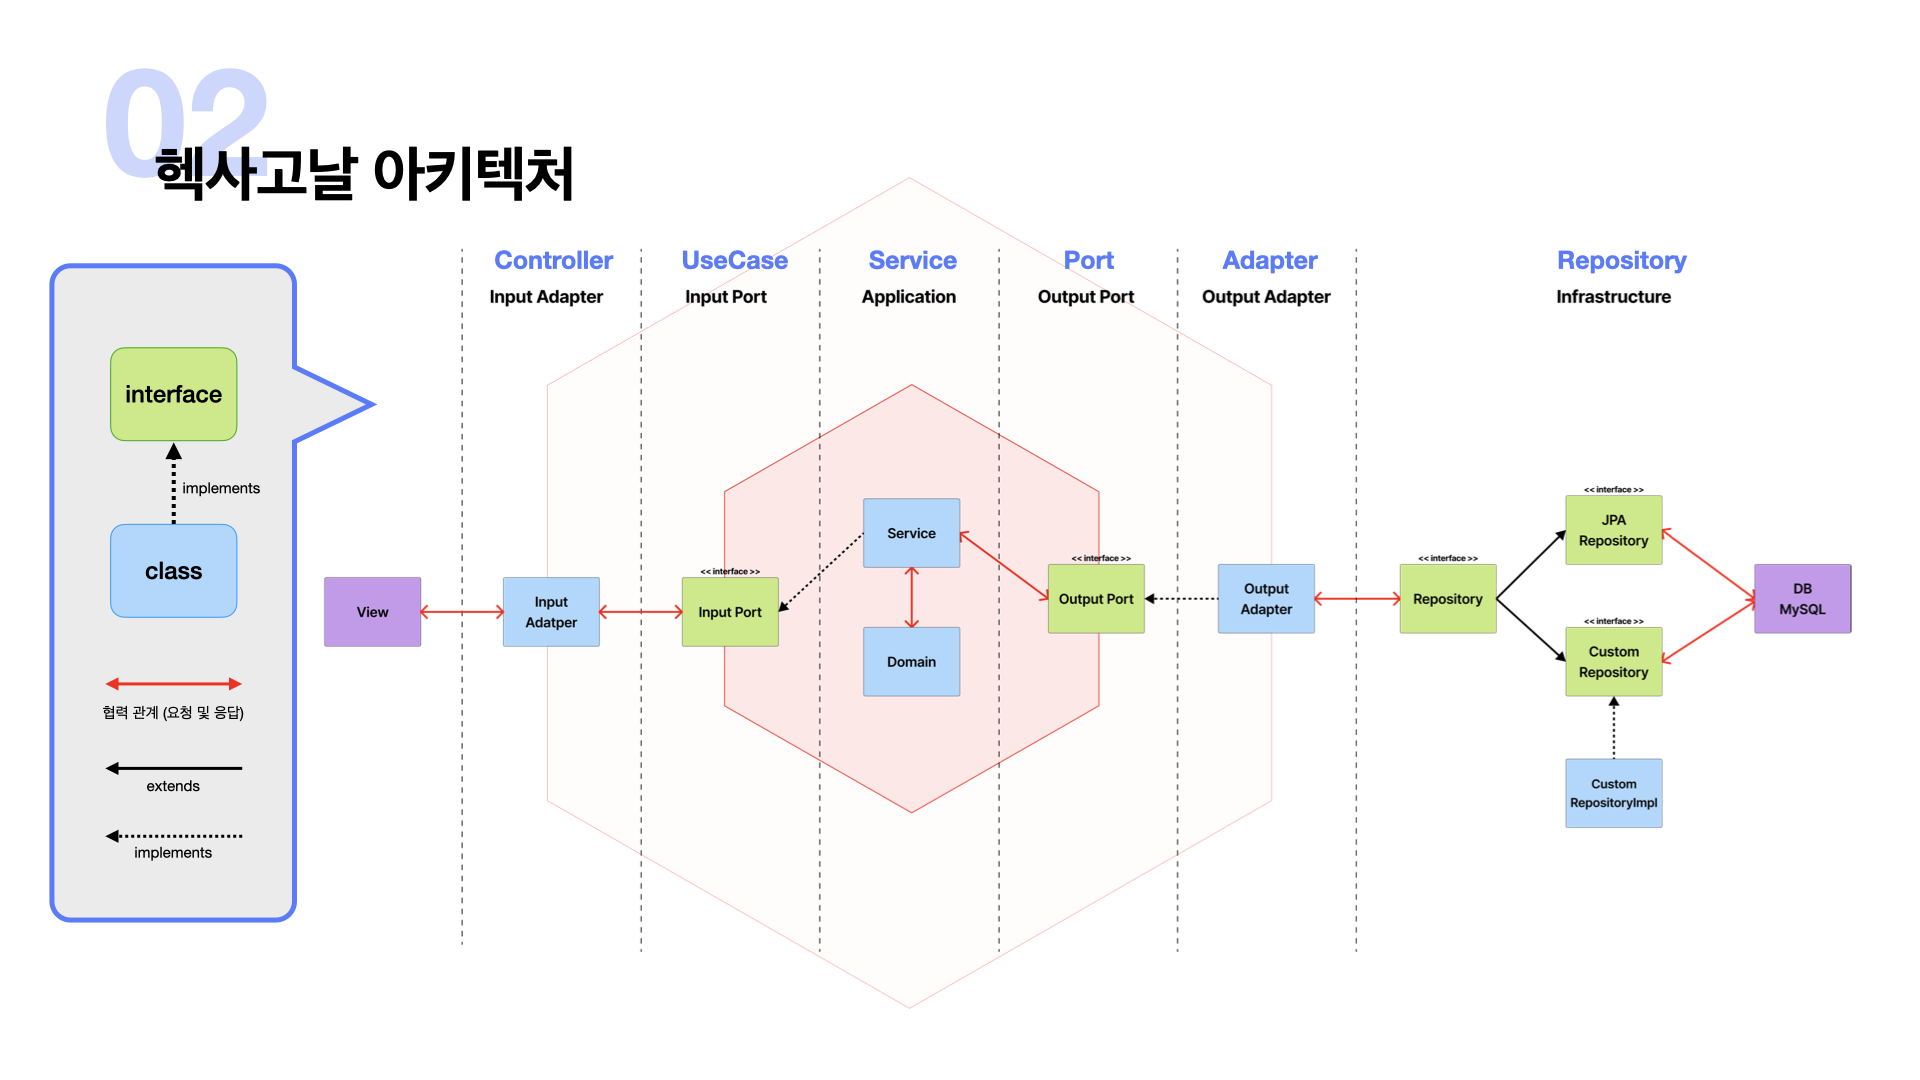 02
헥사고날 아키텍처
interface
implements
class
협력 관계 (요청 및 응답)
extends
implements
Controller
Input Adapter
UseCase
Input Port
Service
Application
Port
Output Port
Adapter
Output Adapter
Repository
Infrastructure
View
Input
Adatper
<< interface >>
Input Port
Service
Domain
<< interface >>
Output Port
Output
Adapter
<< interface >>
Repository
<< interface >>
JPA
Repository
<< interface >>
Custom
Repository
Custom
RepositoryImpl
DB
MySQL